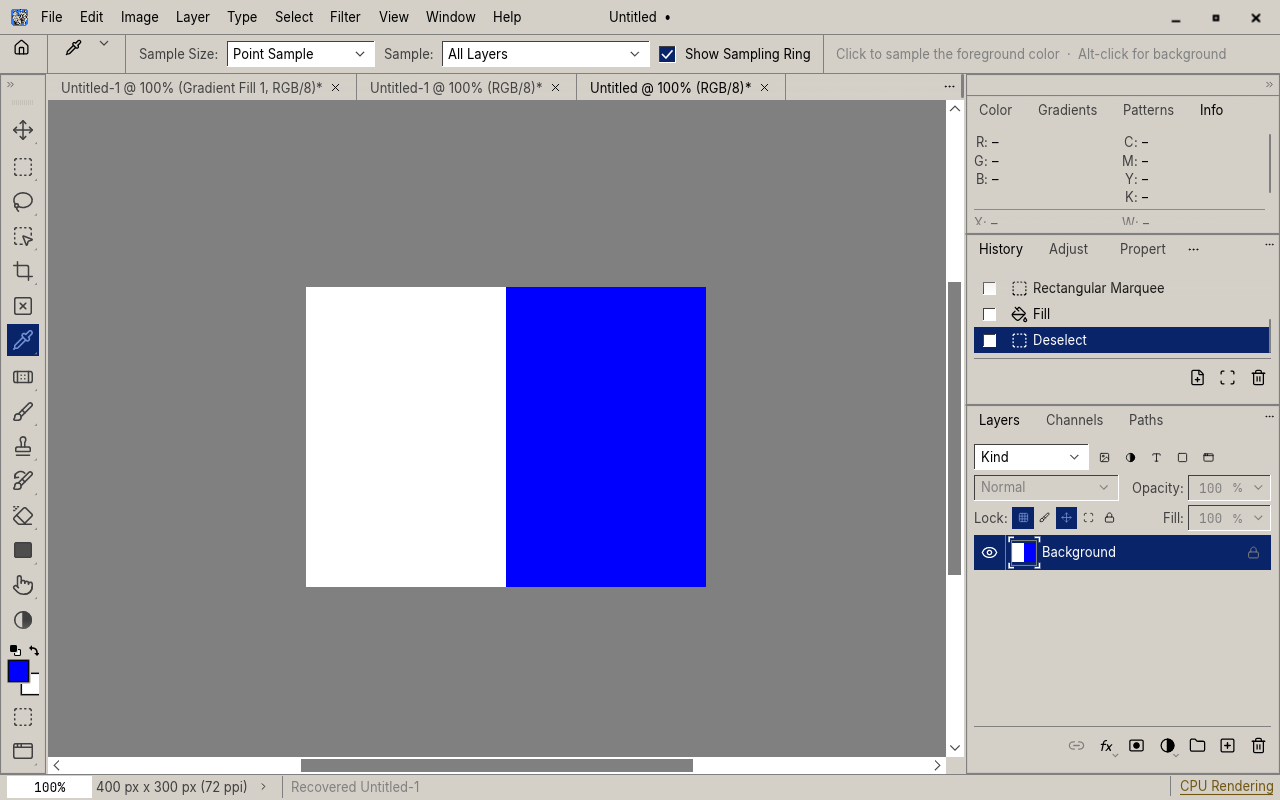 File Edit Image Layer Type Select Filter View Window Help Untitled •
Sample Size: Point Sample Sample: All Layers Show Sampling Ring Click to sample the foreground color · Alt-click for background
Untitled-1 @ 100% (Gradient Fill 1, RGB/8)* Untitled-1 @ 100% (RGB/8)* Untitled @ 100% (RGB/8)*
Color Gradients Patterns Info
R: – C: –
G: – M: –
B: – Y: –
K: –
X: – W: –
History Adjust Propert
Rectangular Marquee
Fill
Deselect
Layers Channels Paths
Kind
Normal Opacity: 100 %
Lock: Fill: 100 %
Background
fx
100% 400 px x 300 px (72 ppi) Recovered Untitled-1 CPU Rendering